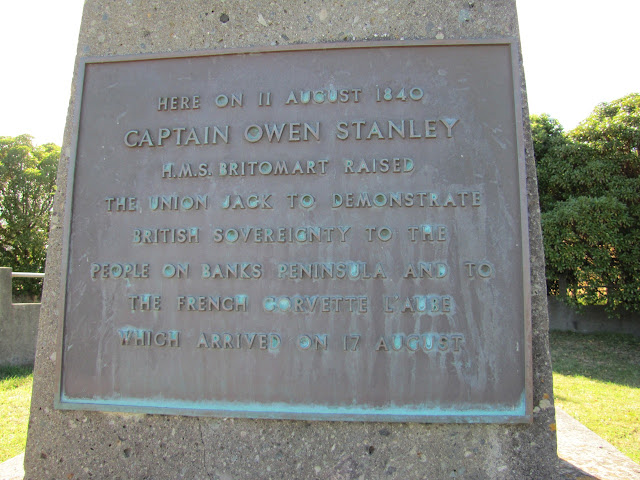 HERE ON 11 AUGUST 1840
CAPTAIN OWEN STANLEY
H.M.S. BRITOMART RAISED
THE UNION JACK TO DEMONSTRATE
BRITISH SOVEREIGNTY TO THE
PEOPLE ON BANKS PENINSULA AND TO
THE FRENCH CORVETTE L'AUBE
WHICH ARRIVED ON 17 AUGUST